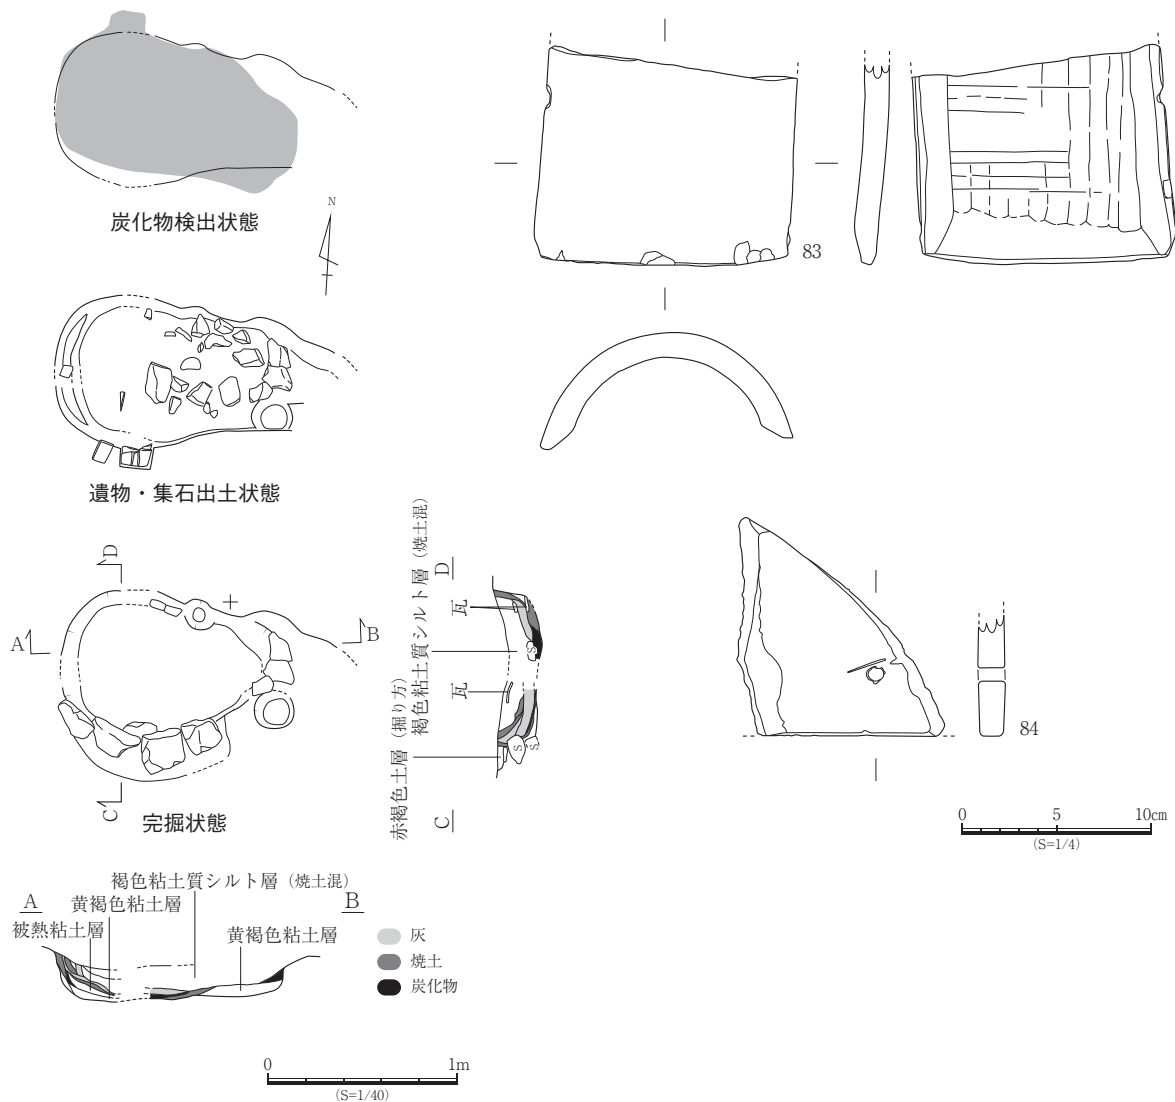 炭化物検出状態
N
遺物・集石出土状態
83
84
0 5 10cm
(S=1/4)
D
A
B
C
完掘状態
D
褐色粘土質シルト層（焼土混）
瓦
瓦
S
S
S
赤褐色土層（掘り方）
C
褐色粘土質シルト層（焼土混）
A
黄褐色粘土層
B
被熱粘土層
黄褐色粘土層
灰
焼土
炭化物
0 1m
(S=1/40)